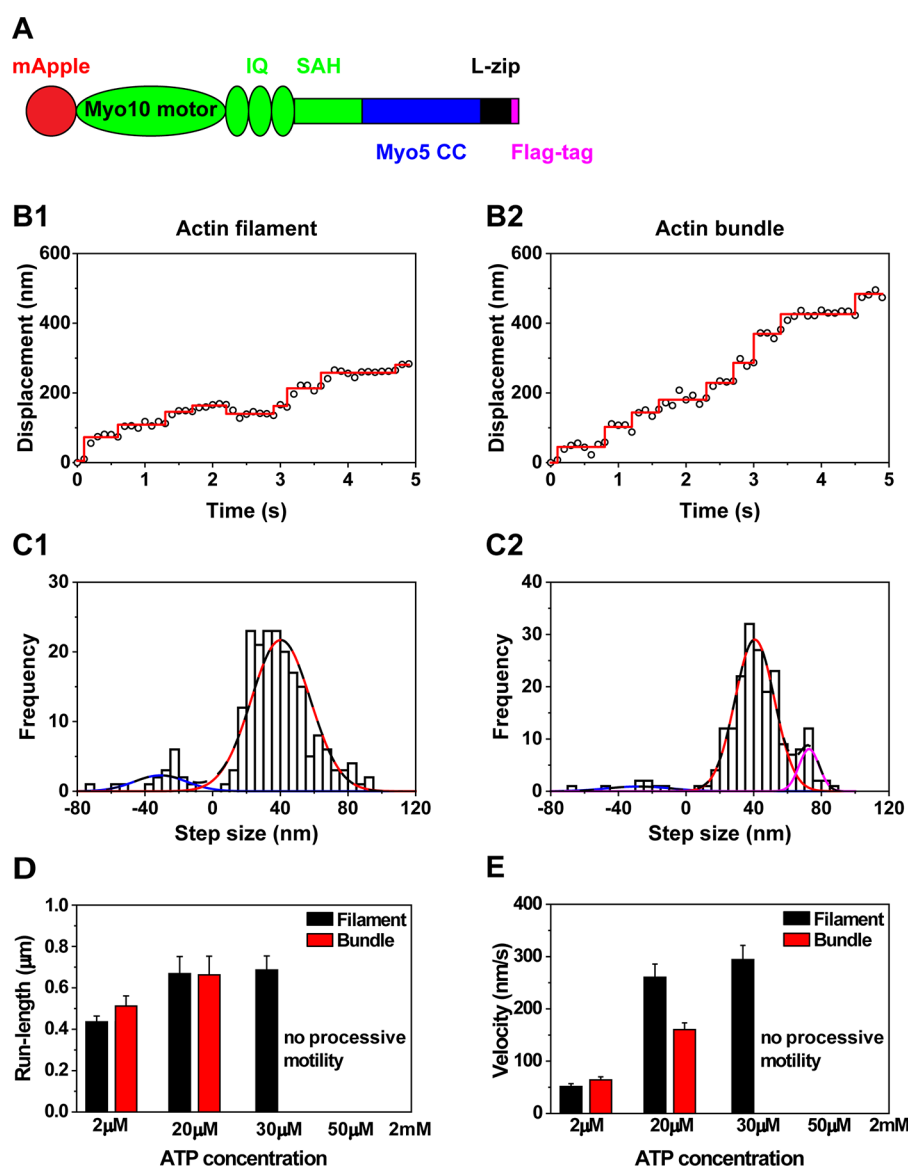 A
mApple
IQ SAH L-zip
Myo10 motor
Myo5 CC Flag-tag
B1
Actin filament
Displacement (nm)
600
400
200
0
0 1 2 3 4 5
Time (s)
B2
Actin bundle
Displacement (nm)
600
400
200
0
0 1 2 3 4 5
Time (s)
C1
Frequency
30
20
10
0
-80 -40 0 40 80 120
Step size (nm)
C2
Frequency
40
30
20
10
0
-80 -40 0 40 80 120
Step size (nm)
D
Run-length (µm)
1.0
0.8
0.6
0.4
0.2
0.0
Filament
Bundle
no processive
motility
2µM 20µM 30µM 50µM 2mM
ATP concentration
E
Velocity (nm/s)
400
300
200
100
0
Filament
Bundle
no processive
motility
2µM 20µM 30µM 50µM 2mM
ATP concentration